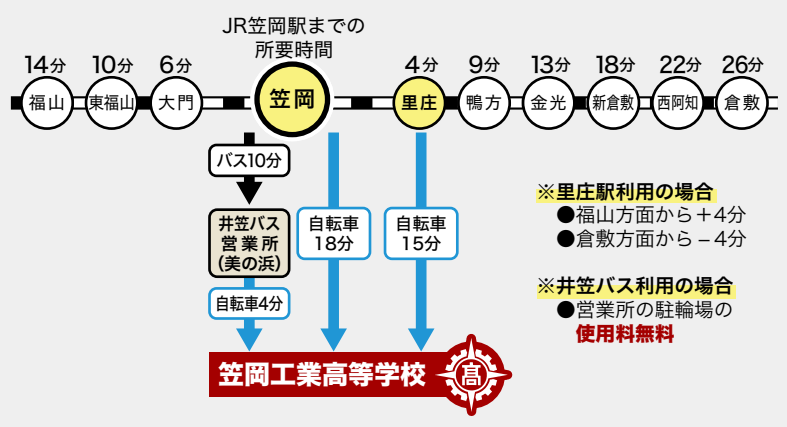 JR笠岡駅までの
所要時間
14分 10分 6分 4分 9分 13分 18分 22分 26分
福山 東福山 大門 笠岡 里庄 鴨方 金光 新倉敷 西阿知 倉敷
バス10分
井笠バス
営業所
(美の浜)
自転車4分
自転車
18分
自転車
15分
※里庄駅利用の場合
●福山方面から+4分
●倉敷方面から−4分
※井笠バス利用の場合
●営業所の駐輪場の
使用料無料
笠岡工業高等学校
髙